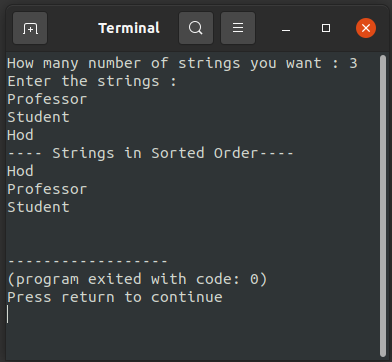 Terminal
How many number of strings you want : 3
Enter the strings :
Professor
Student
Hod
---- Strings in Sorted Order----
Hod
Professor
Student
------------------
(program exited with code: 0)
Press return to continue